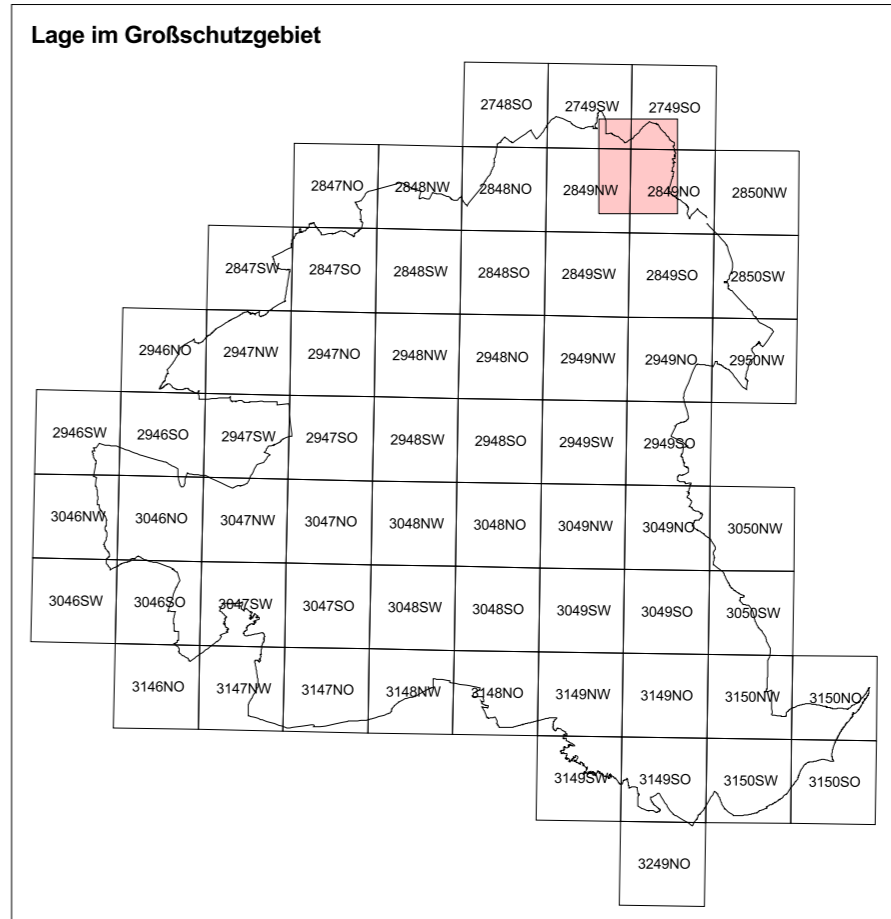 Lage im Großschutzgebiet
2748SO 2749SW 2749SO
2847NO 2848NW 2848NO 2849NW 2849NO 2850NW
2847SW 2847SO 2848SW 2848SO 2849SW 2849SO 2850SW
2946NO 2947NW 2947NO 2948NW 2948NO 2949NW 2949NO 2950NW
2946SW 2946SO 2947SW 2947SO 2948SW 2948SO 2949SW 2949SO
3046NW 3046NO 3047NW 3047NO 3048NW 3048NO 3049NW 3049NO 3050NW
3046SW 3046SO 3047SW 3047SO 3048SW 3048SO 3049SW 3049SO 3050SW
3146NO 3147NW 3147NO 3148NW 3148NO 3149NW 3149NO 3150NW 3150NO
3149SW 3149SO 3150SW 3150SO
3249NO